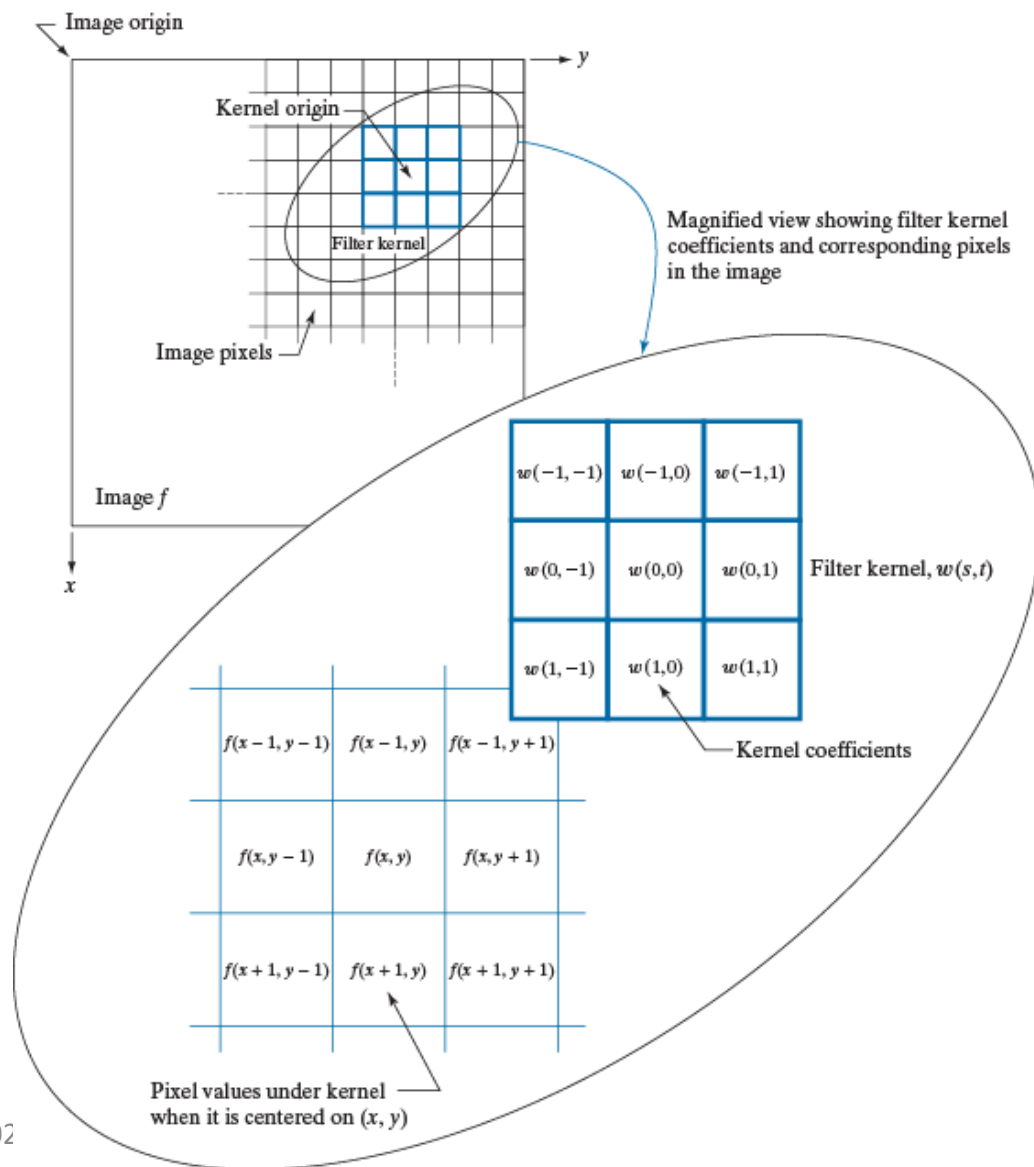 Image origin
y
Kernel origin
Magnified view showing filter kernel
coefficients and corresponding pixels
in the image
Filter kernel
Image pixels
Image f
x
w(−1, −1) w(−1,0) w(−1,1)
w(0, −1) w(0,0) w(0,1)
Filter kernel, w(s,t)
w(1, −1) w(1,0) w(1,1)
Kernel coefficients
f(x − 1, y − 1) f(x − 1, y) f(x − 1, y + 1)
f(x, y − 1) f(x, y) f(x, y + 1)
f(x + 1, y − 1) f(x + 1, y) f(x + 1, y + 1)
Pixel values under kernel
when it is centered on (x, y)